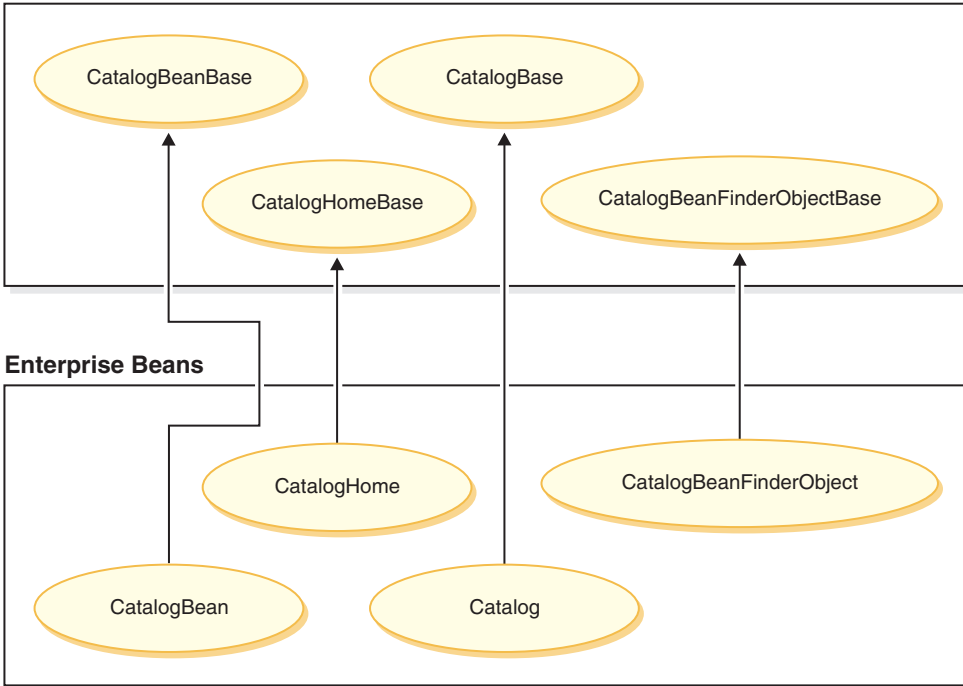 CatalogBeanBase
CatalogBase
CatalogHomeBase
CatalogBeanFinderObjectBase
Enterprise Beans
CatalogHome
CatalogBeanFinderObject
CatalogBean
Catalog